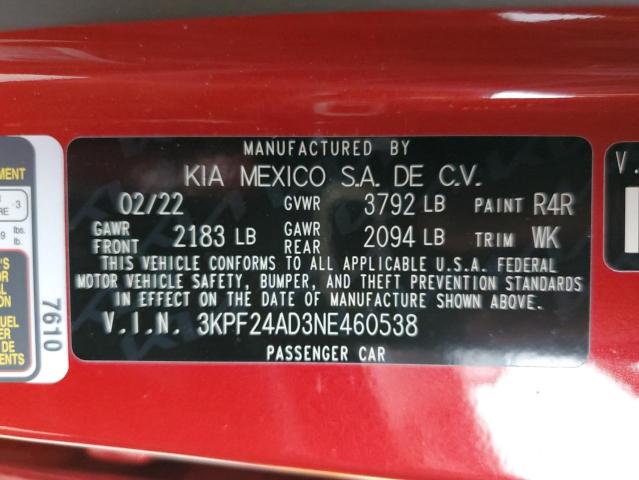 MANUFACTURED BY
KIA MEXICO S.A. DE C.V.
02/22 GVWR 3792 LB PAINT R4R
GAWR FRONT 2183 LB GAWR REAR 2094 LB TRIM WK
THIS VEHICLE CONFORMS TO ALL APPLICABLE U.S.A. FEDERAL
MOTOR VEHICLE SAFETY, BUMPER, AND THEFT PREVENTION STANDARDS
IN EFFECT ON THE DATE OF MANUFACTURE SHOWN ABOVE.
V.I.N. 3KPF24AD3NE460538
PASSENGER CAR
7610
V.